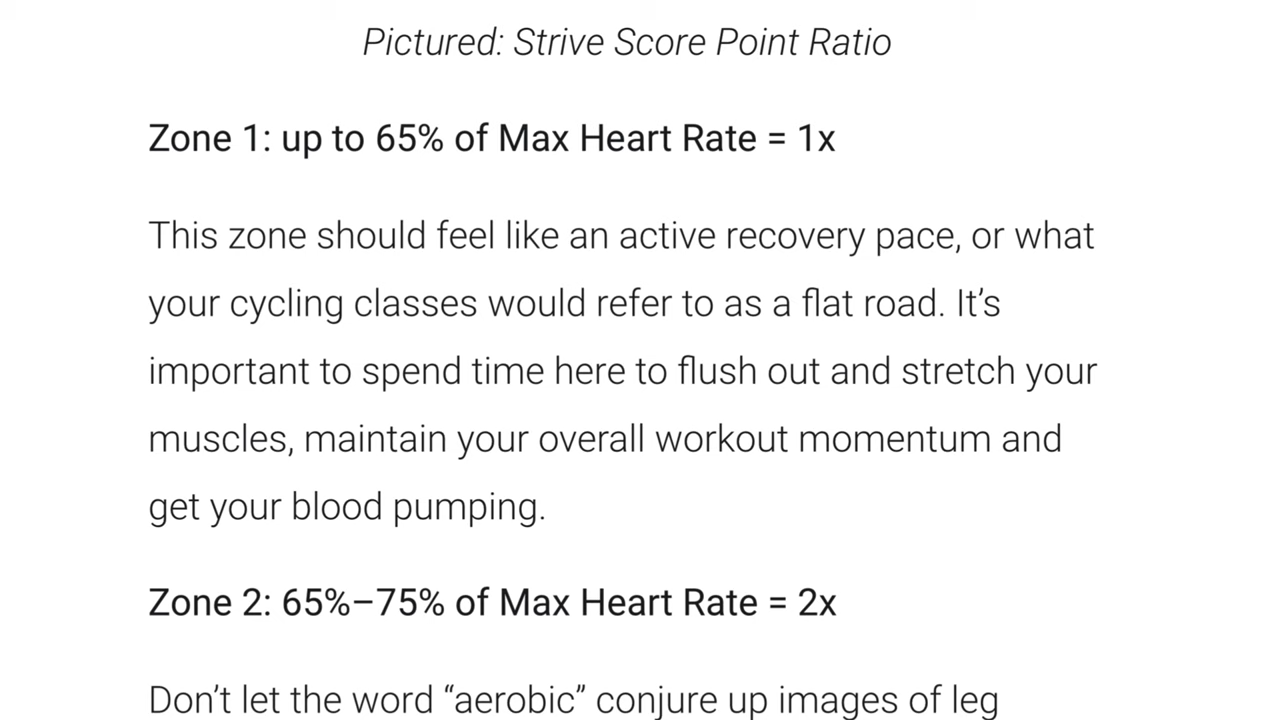 Pictured: Strive Score Point Ratio
Zone 1: up to 65% of Max Heart Rate = 1x
This zone should feel like an active recovery pace, or what
your cycling classes would refer to as a flat road. It’s
important to spend time here to flush out and stretch your
muscles, maintain your overall workout momentum and
get your blood pumping.
Zone 2: 65%–75% of Max Heart Rate = 2x
Don’t let the word “aerobic” conjure up images of leg